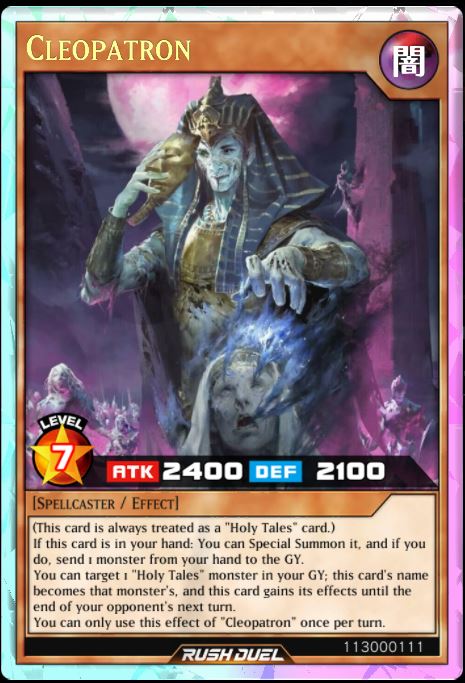 CLEOPATRON
闇
LEVEL
7
ATK 2400 DEF 2100
[SPELLCASTER / EFFECT]
(This card is always treated as a "Holy Tales" card.)
If this card is in your hand: You can Special Summon it, and if you
do, send 1 monster from your hand to the GY.
You can target 1 "Holy Tales" monster in your GY; this card's name
becomes that monster's, and this card gains its effects until the
end of your opponent's next turn.
You can only use this effect of "Cleopatron" once per turn.
113000111
RUSH DUEL